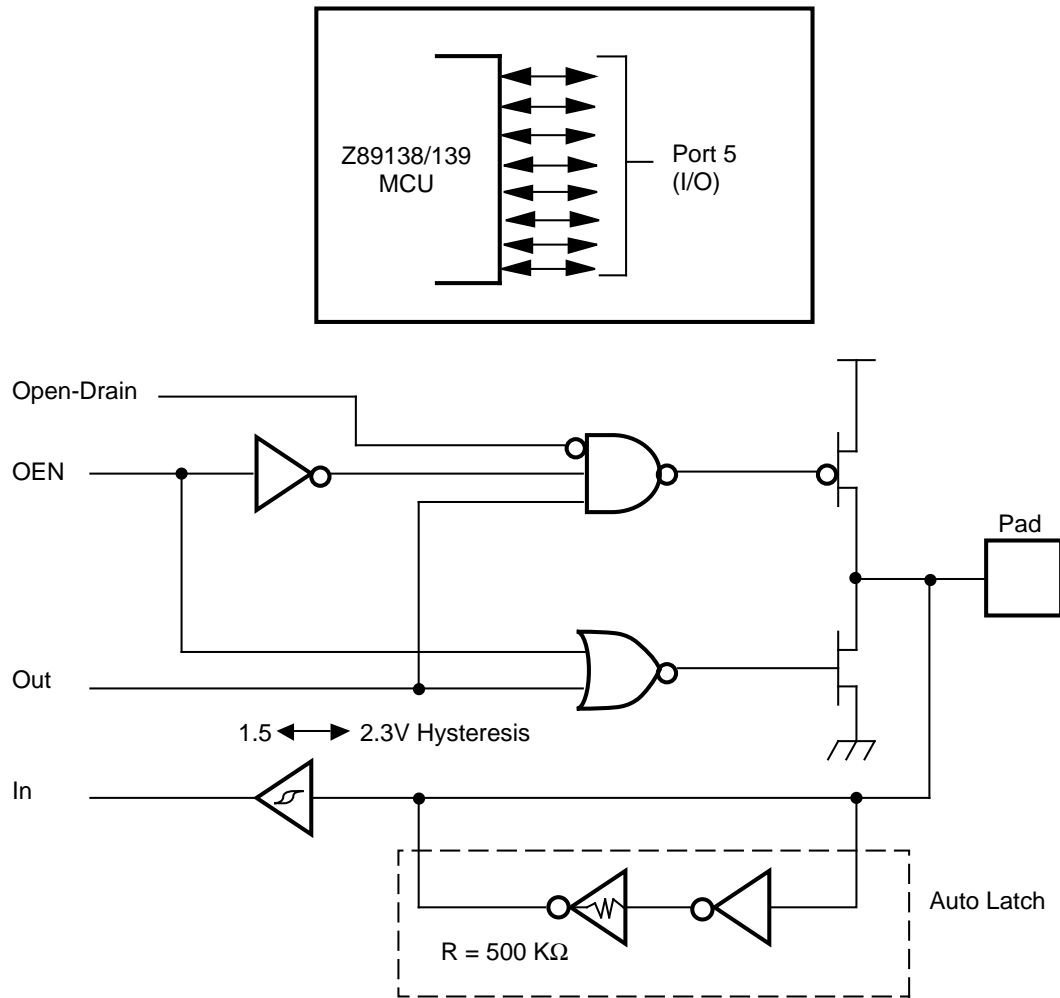 Z89138/139
MCU
Port 5
(I/O)
Open-Drain
OEN
Pad
Out
1.5 2.3V Hysteresis
In
Auto Latch
R = 500 KΩ